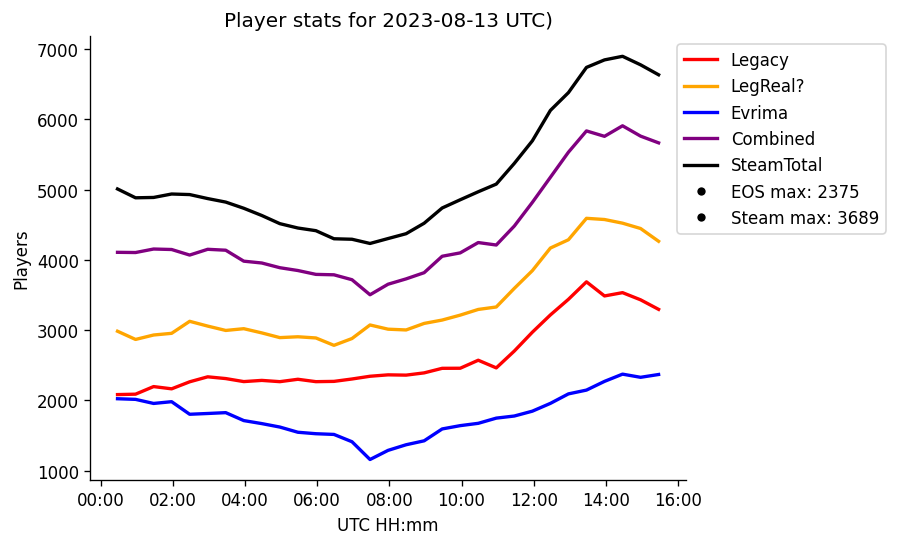 Player stats for 2023-08-13 UTC)
7000
6000
5000
4000
3000
2000
1000
Players
00:00 02:00 04:00 06:00 08:00 10:00 12:00 14:00 16:00
UTC HH:mm
Legacy
LegReal?
Evrima
Combined
SteamTotal
EOS max: 2375
Steam max: 3689